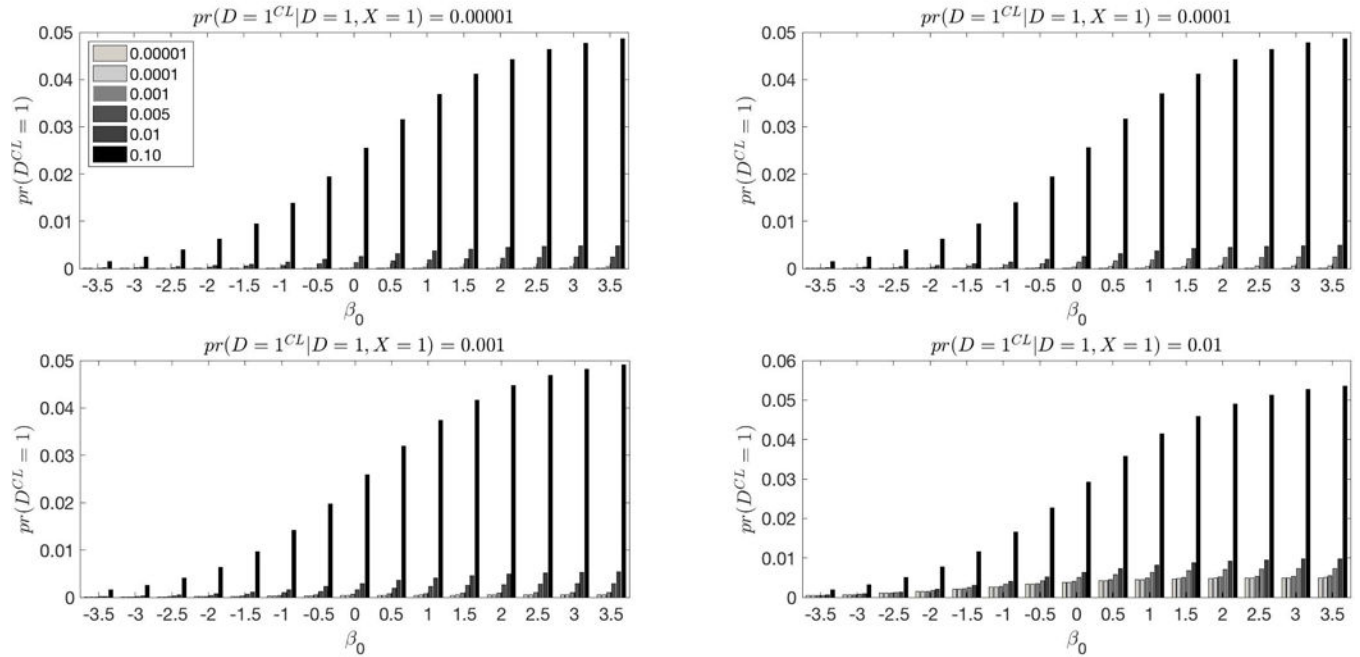 pr(D = 1^{CL}|D = 1, X = 1) = 0.00001
0.05
0.04
0.03
0.02
0.01
0
pr(D^{CL} = 1)
0.00001
0.0001
0.001
0.005
0.01
0.10
-3.5 -3 -2.5 -2 -1.5 -1 -0.5 0 0.5 1 1.5 2 2.5 3 3.5
β_0
pr(D = 1^{CL}|D = 1, X = 1) = 0.0001
0.05
0.04
0.03
0.02
0.01
0
pr(D^{CL} = 1)
-3.5 -3 -2.5 -2 -1.5 -1 -0.5 0 0.5 1 1.5 2 2.5 3 3.5
β_0
pr(D = 1^{CL}|D = 1, X = 1) = 0.001
0.05
0.04
0.03
0.02
0.01
0
pr(D^{CL} = 1)
-3.5 -3 -2.5 -2 -1.5 -1 -0.5 0 0.5 1 1.5 2 2.5 3 3.5
β_0
pr(D = 1^{CL}|D = 1, X = 1) = 0.01
0.06
0.05
0.04
0.03
0.02
0.01
0
pr(D^{CL} = 1)
-3.5 -3 -2.5 -2 -1.5 -1 -0.5 0 0.5 1 1.5 2 2.5 3 3.5
β_0